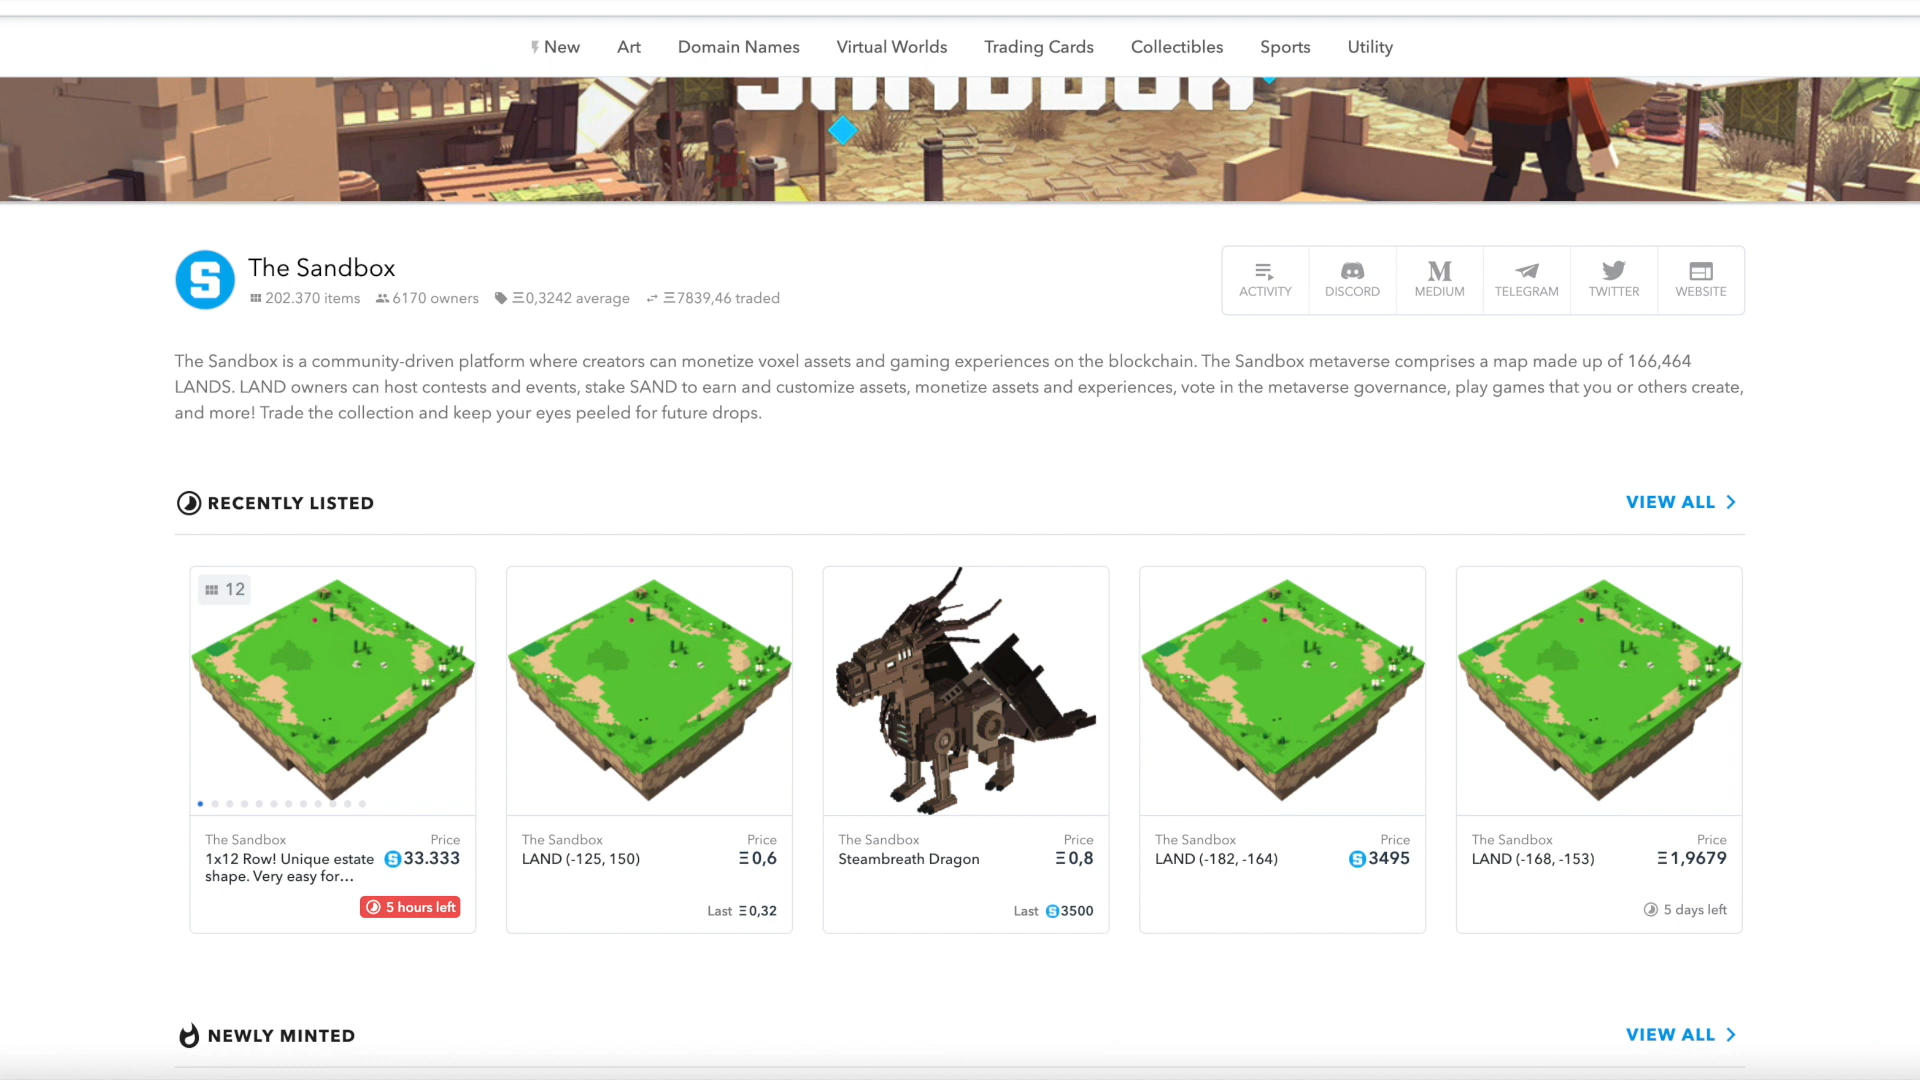 New Art Domain Names Virtual Worlds Trading Cards Collectibles Sports Utility
SANDBOX
The Sandbox
202.370 items 6170 owners Ξ0,3242 average Ξ7839,46 traded
ACTIVITY DISCORD MEDIUM TELEGRAM TWITTER WEBSITE
The Sandbox is a community-driven platform where creators can monetize voxel assets and gaming experiences on the blockchain. The Sandbox metaverse comprises a map made up of 166,464
LANDS. LAND owners can host contests and events, stake SAND to earn and customize assets, monetize assets and experiences, vote in the metaverse governance, play games that you or others create,
and more! Trade the collection and keep your eyes peeled for future drops.
RECENTLY LISTED
VIEW ALL
12
The Sandbox Price
1x12 Row! Unique estate 33.333
shape. Very easy for...
5 hours left
The Sandbox Price
LAND (-125, 150) Ξ0,6
Last Ξ0,32
The Sandbox Price
Steambreath Dragon Ξ0,8
Last 3500
The Sandbox Price
LAND (-182, -164) 3495
The Sandbox Price
LAND (-168, -153) Ξ1,9679
5 days left
NEWLY MINTED
VIEW ALL